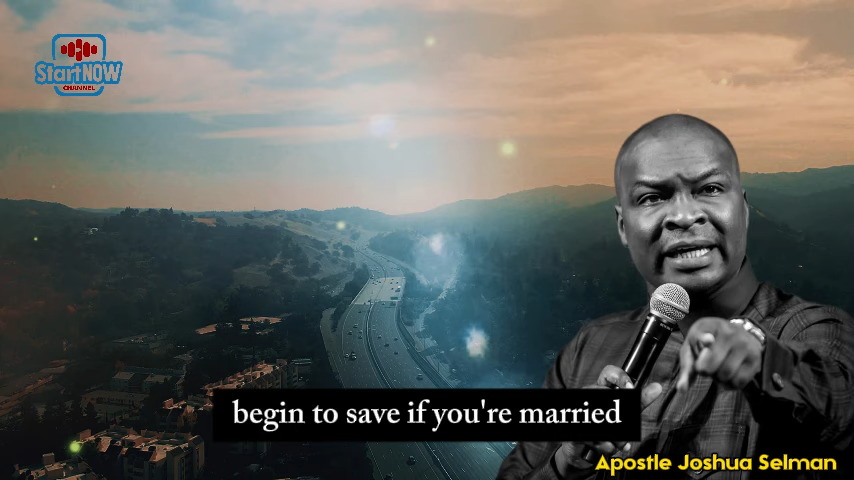 StartNOW
CHANNEL
begin to save if you're married
Apostle Joshua Selman